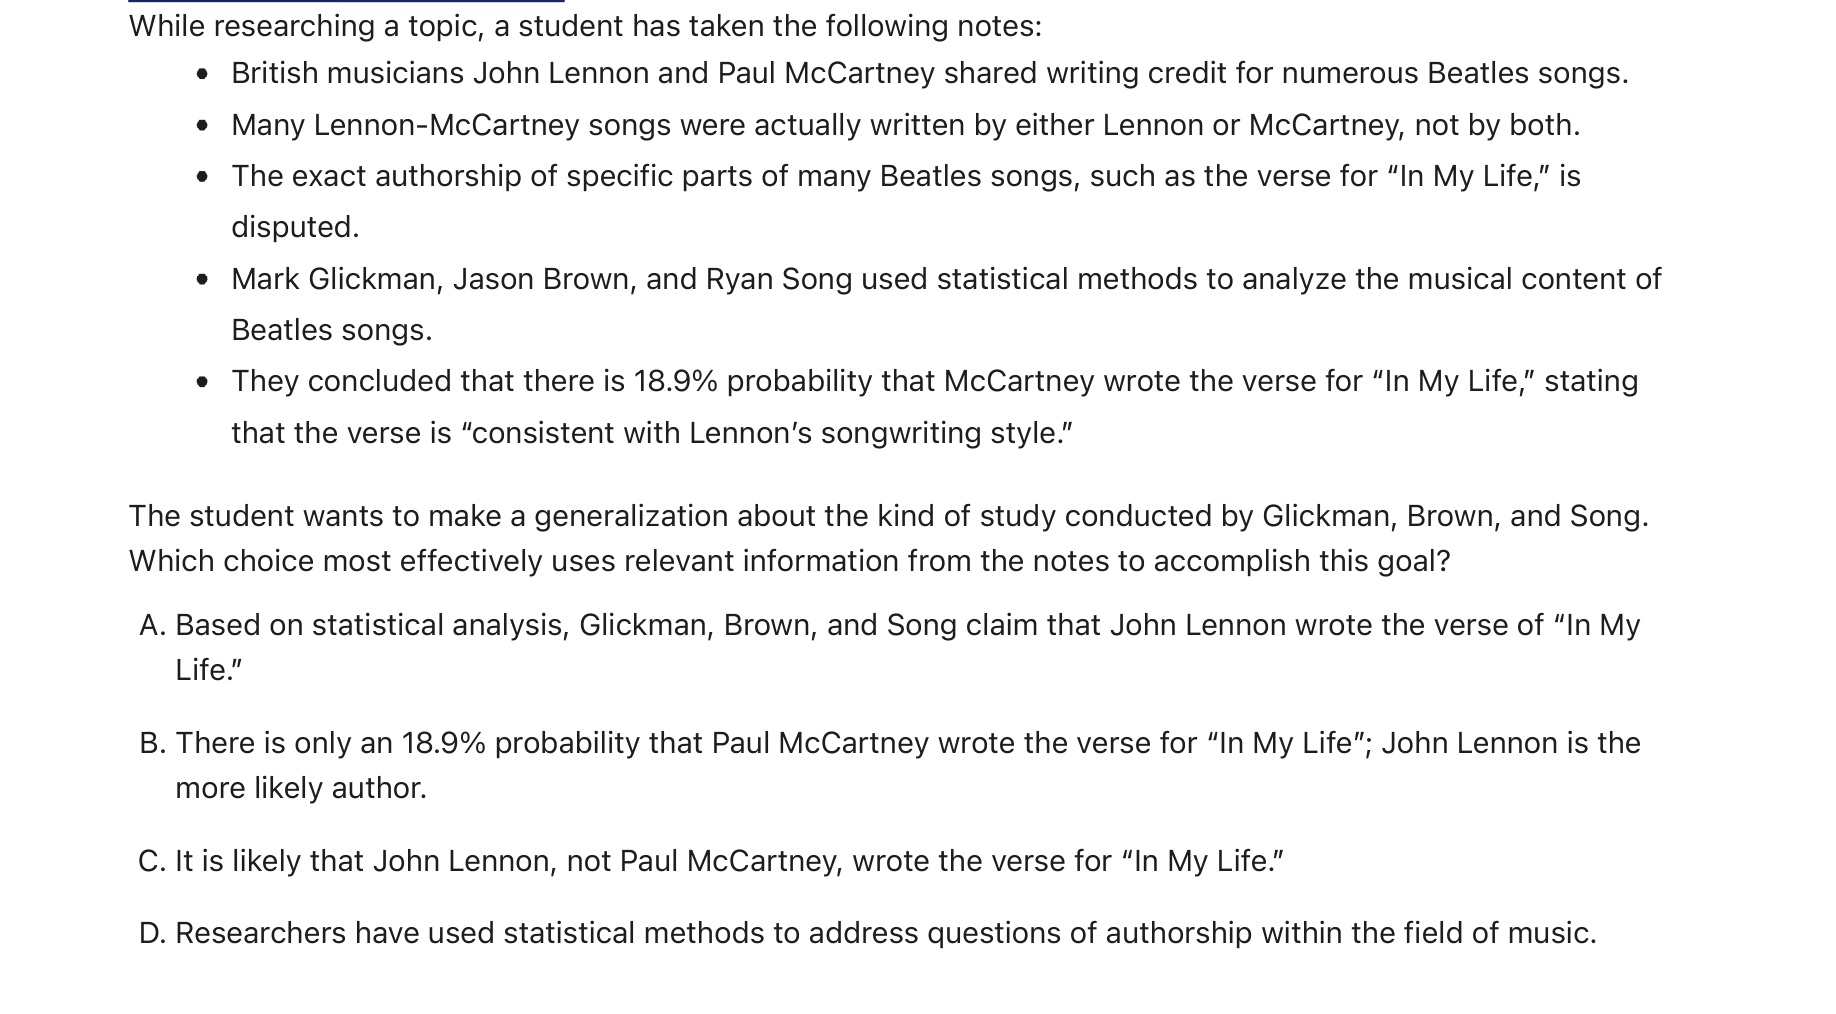 While researching a topic, a student has taken the following notes:
• British musicians John Lennon and Paul McCartney shared writing credit for numerous Beatles songs.
• Many Lennon-McCartney songs were actually written by either Lennon or McCartney, not by both.
• The exact authorship of specific parts of many Beatles songs, such as the verse for “In My Life,” is
disputed.
• Mark Glickman, Jason Brown, and Ryan Song used statistical methods to analyze the musical content of
Beatles songs.
• They concluded that there is 18.9% probability that McCartney wrote the verse for “In My Life,” stating
that the verse is “consistent with Lennon’s songwriting style.”
The student wants to make a generalization about the kind of study conducted by Glickman, Brown, and Song.
Which choice most effectively uses relevant information from the notes to accomplish this goal?
A. Based on statistical analysis, Glickman, Brown, and Song claim that John Lennon wrote the verse of “In My
Life.”
B. There is only an 18.9% probability that Paul McCartney wrote the verse for “In My Life”; John Lennon is the
more likely author.
C. It is likely that John Lennon, not Paul McCartney, wrote the verse for “In My Life.”
D. Researchers have used statistical methods to address questions of authorship within the field of music.